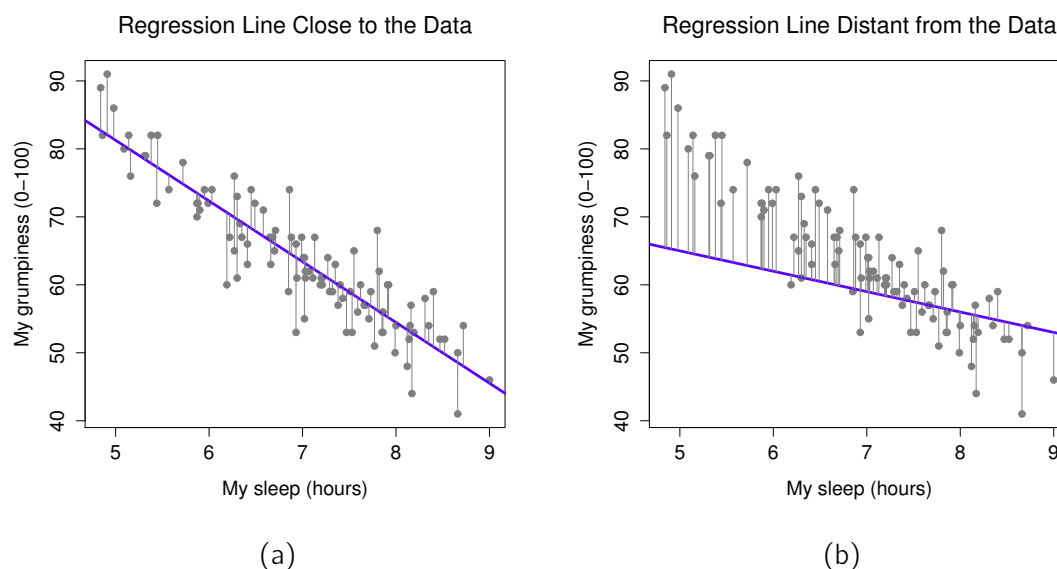 Regression Line Close to the Data
My grumpiness (0−100)
90
80
70
60
50
40
5 6 7 8 9
My sleep (hours)
(a)
Regression Line Distant from the Data
My grumpiness (0−100)
90
80
70
60
50
40
5 6 7 8 9
My sleep (hours)
(b)